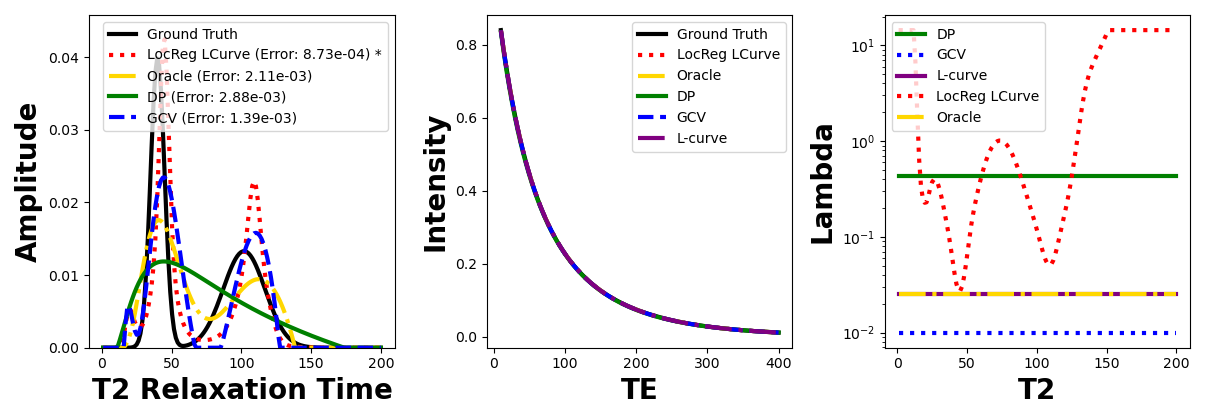 0.04
0.03
0.02
0.01
0.00
0
50
100
150
200
Amplitude
T2 Relaxation Time
Ground Truth
LocReg LCurve (Error: 8.73e-04) *
Oracle (Error: 2.11e-03)
DP (Error: 2.88e-03)
GCV (Error: 1.39e-03)
0.8
0.6
0.4
0.2
0.0
0
100
200
300
400
Intensity
TE
Ground Truth
LocReg LCurve
Oracle
DP
GCV
L-curve
10¹
10⁰
10⁻¹
10⁻²
0
50
100
150
200
Lambda
T2
DP
GCV
L-curve
LocReg LCurve
Oracle